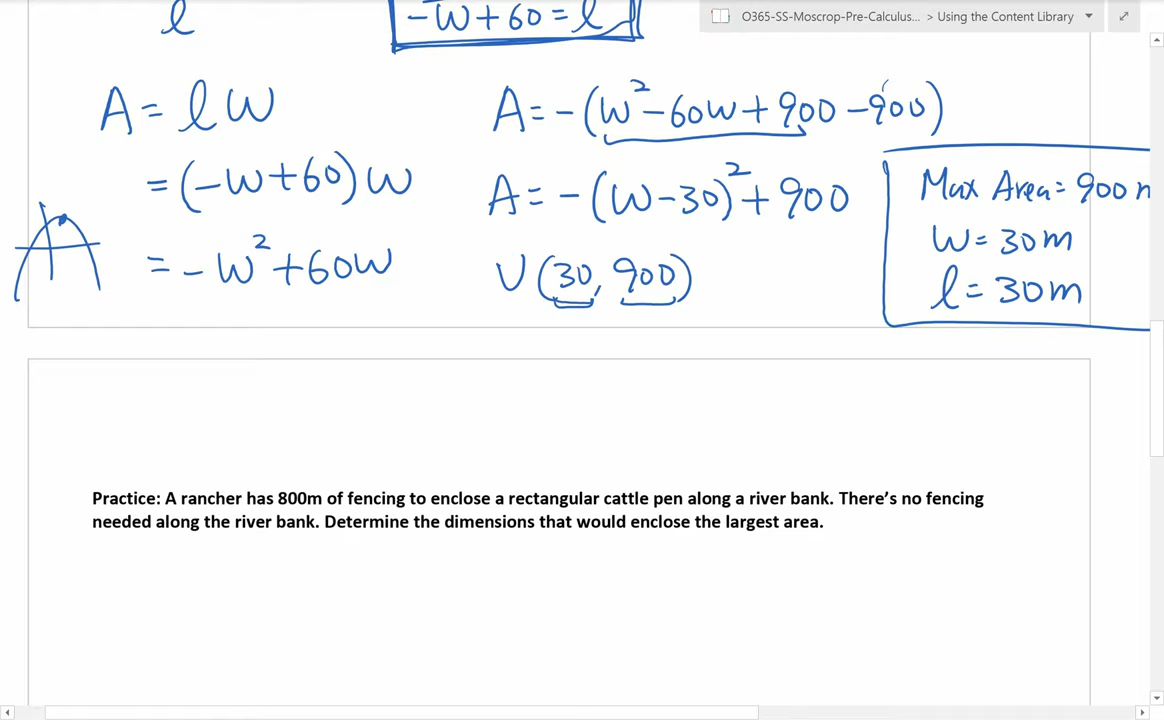 O365-SS-Moscrop-Pre-Calculus... > Using the Content Library
l
-W+60=l
A = lW
= (-W+60)W
= -W²+60W
A = -(W²-60W+900-900)
A = -(W-30)²+900
V(30, 900)
Max Area = 900
W = 30m
l = 30m
Practice: A rancher has 800m of fencing to enclose a rectangular cattle pen along a river bank. There's no fencing
needed along the river bank. Determine the dimensions that would enclose the largest area.